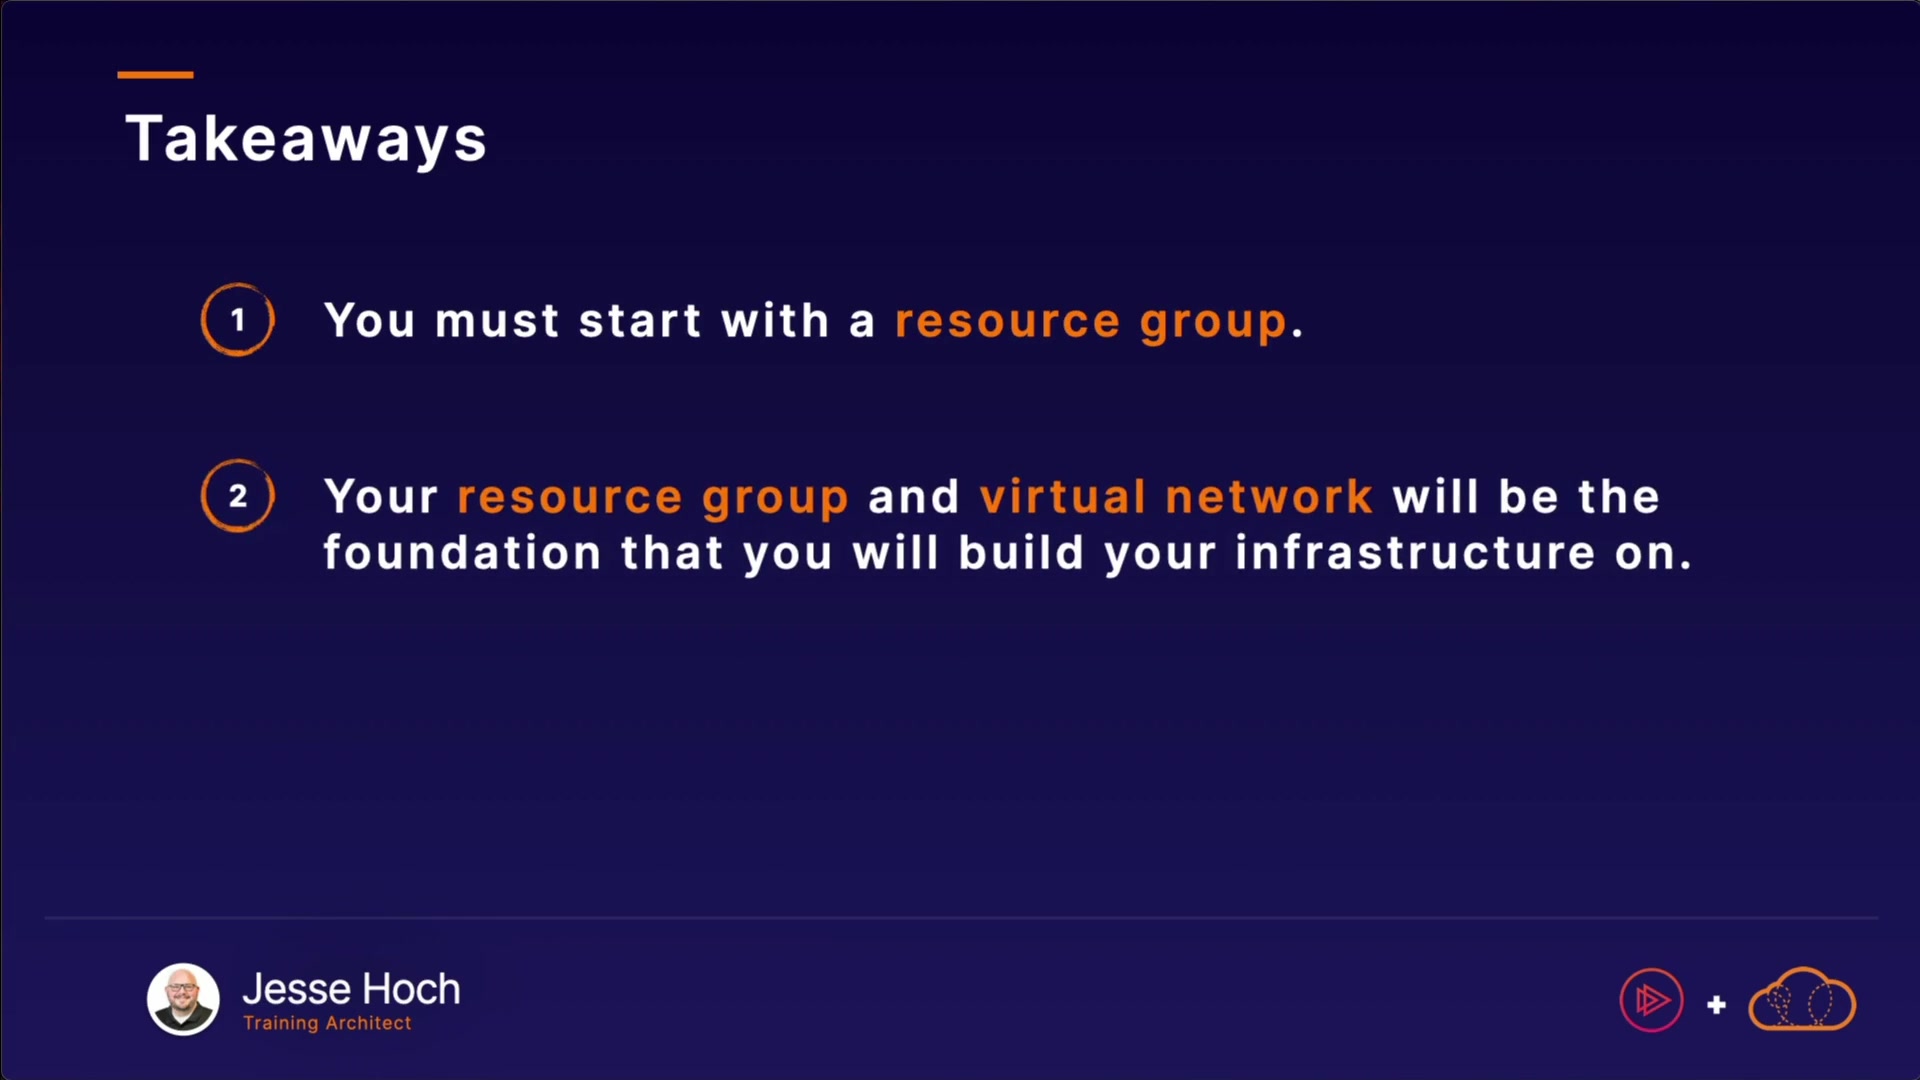 Takeaways
1
You must start with a resource group.
2
Your resource group and virtual network will be the
foundation that you will build your infrastructure on.
Jesse Hoch
Training Architect
+